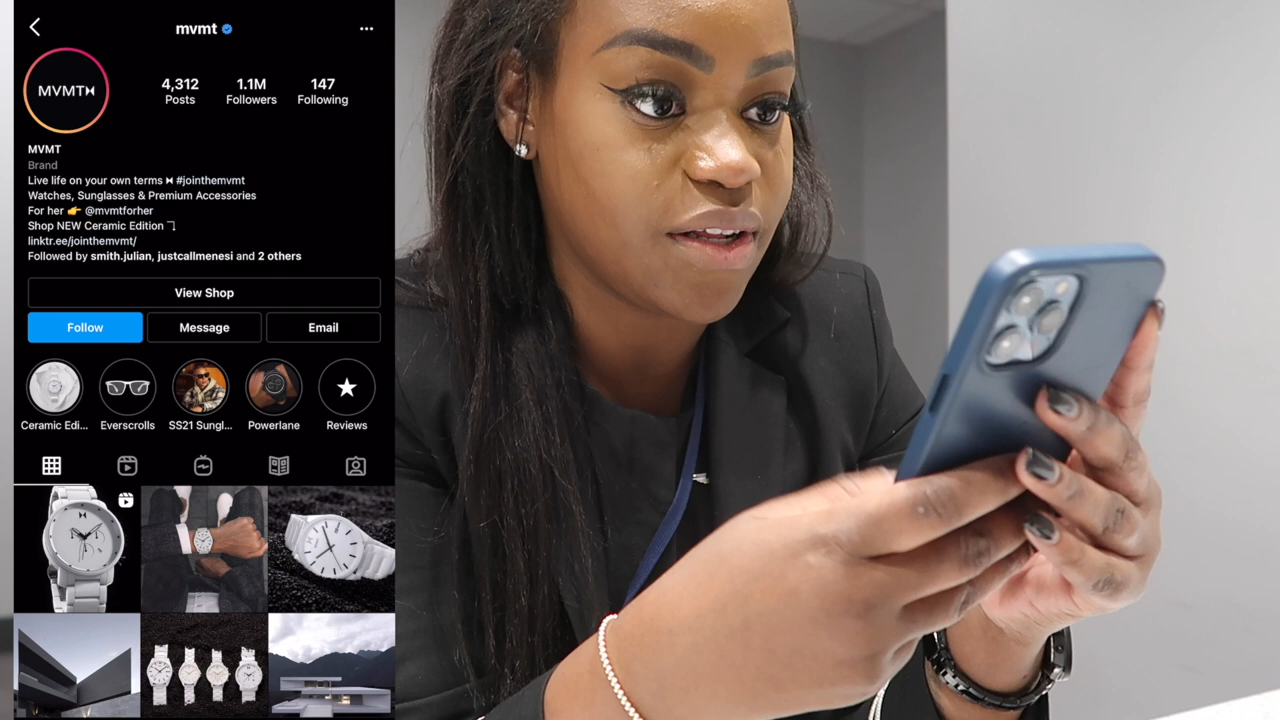 mvmt
MVMT
4,312
Posts
1.1M
Followers
147
Following
MVMT
Brand
Live life on your own terms #jointhemvmt
Watches, Sunglasses & Premium Accessories
For her 👉 @mvmtforher
Shop NEW Ceramic Edition ⤵
linktr.ee/jointhemvmt/
Followed by smith.julian, justcallmenesi and 2 others
View Shop
Follow
Message
Email
Ceramic Edi...
Everscrolls
SS21 Sungl...
Powerlane
Reviews